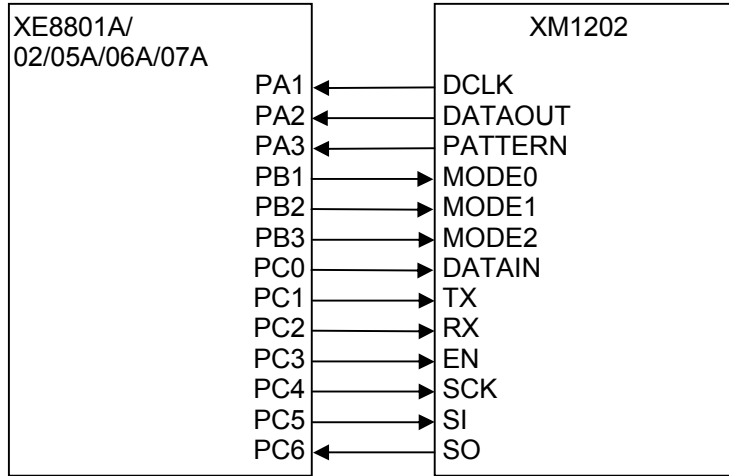 XE8801A/
02/05A/06A/07A
XM1202
PA1 DCLK
PA2 DATAOUT
PA3 PATTERN
PB1 MODE0
PB2 MODE1
PB3 MODE2
PC0 DATAIN
PC1 TX
PC2 RX
PC3 EN
PC4 SCK
PC5 SI
PC6 SO